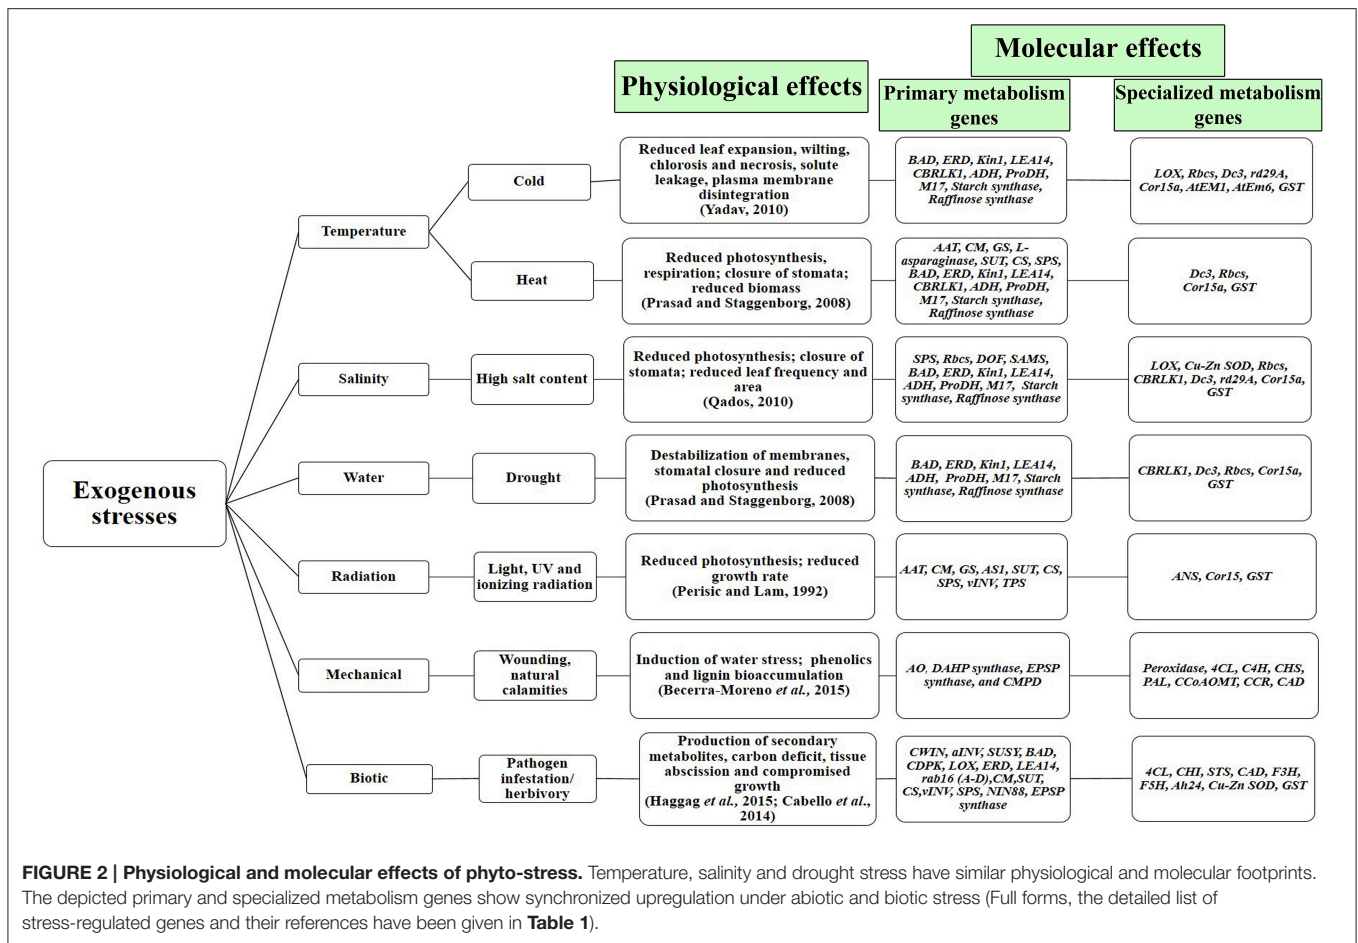 Molecular effects
Physiological effects
Primary metabolism
genes
Specialized metabolism
genes
Exogenous
stresses
Temperature
Cold
Reduced leaf expansion, wilting,
chlorosis and necrosis, solute
leakage, plasma membrane
disintegration
(Yadav, 2010)
BAD, ERD, Kin1, LEA14,
CBRLK1, ADH, ProDH,
M17, Starch synthase,
Raffinose synthase
LOX, Rbcs, Dc3, rd29A,
Cor15a, AtEM1, AtEm6, GST
Heat
Reduced photosynthesis,
respiration; closure of stomata;
reduced biomass
(Prasad and Staggenborg, 2008)
AAT, CM, GS, L-
asparaginase, SUT, CS, SPS,
BAD, ERD, Kin1, LEA14,
CBRLK1, ADH, ProDH,
M17, Starch synthase,
Raffinose synthase
Dc3, Rbcs,
Cor15a, GST
Salinity
High salt content
Reduced photosynthesis; closure of
stomata; reduced leaf frequency and
area
(Qados, 2010)
SPS, Rbcs, DOF, SAMS,
BAD, ERD, Kin1, LEA14,
ADH, ProDH, M17, Starch
synthase, Raffinose synthase
LOX, Cu-Zn SOD, Rbcs,
CBRLK1, Dc3, rd29A, Cor15a,
GST
Water
Drought
Destabilization of membranes,
stomatal closure and reduced
photosynthesis
(Prasad and Staggenborg, 2008)
BAD, ERD, Kin1, LEA14,
ADH, ProDH, M17, Starch
synthase, Raffinose synthase
CBRLK1, Dc3, Rbcs, Cor15a,
GST
Radiation
Light, UV and
ionizing radiation
Reduced photosynthesis; reduced
growth rate
(Perisic and Lam, 1992)
AAT, CM, GS, AS1, SUT, CS,
SPS, vINV, TPS
ANS, Cor15, GST
Mechanical
Wounding,
natural
calamities
Induction of water stress; phenolics
and lignin bioaccumulation
(Becerra-Moreno et al., 2015)
AO, DAHP synthase, EPSP
synthase, and CMPD
Peroxidase, 4CL, C4H, CHS,
PAL, CCoAOMT, CCR, CAD
Biotic
Pathogen
infestation/
herbivory
Production of secondary
metabolites, carbon deficit, tissue
abscission and compromised
growth
(Haggag et al., 2015; Cabello et al.,
2014)
CWIN, aINV, SUSY, BAD,
CDPK, LOX, ERD, LEA14,
rab16 (A-D),CM,SUT,
CS,vINV, SPS, NIN88, EPSP
synthase
4CL, CHI, STS, CAD, F3H,
F5H, Ah24, Cu-Zn SOD, GST
FIGURE 2 | Physiological and molecular effects of phyto-stress. Temperature, salinity and drought stress have similar physiological and molecular footprints.
The depicted primary and specialized metabolism genes show synchronized upregulation under abiotic and biotic stress (Full forms, the detailed list of
stress-regulated genes and their references have been given in Table 1).